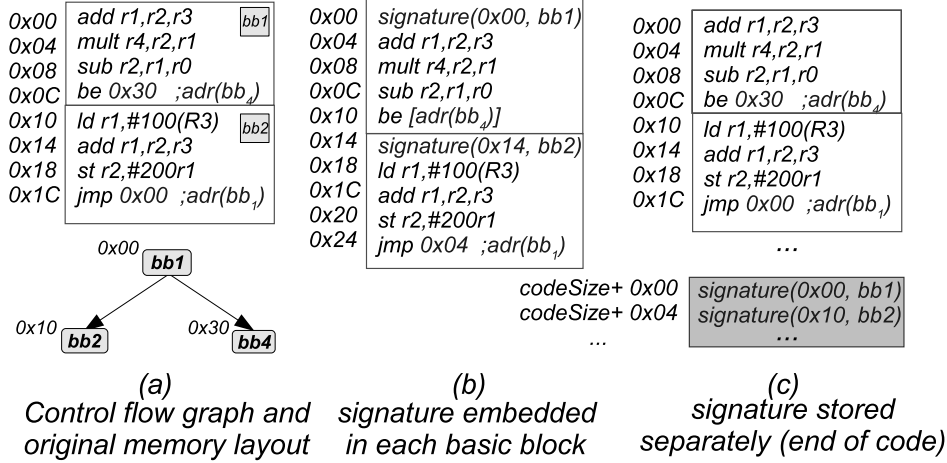 0x00 add r1,r2,r3 bb1
0x04 mult r4,r2,r1
0x08 sub r2,r1,r0
0x0C be 0x30 ;adr(bb4)
0x10 ld r1,#100(R3) bb2
0x14 add r1,r2,r3
0x18 st r2,#200r1
0x1C jmp 0x00 ;adr(bb1)
0x00 bb1
0x10 bb2
0x30 bb4
(a)
Control flow graph and
original memory layout
0x00 signature(0x00, bb1)
0x04 add r1,r2,r3
0x08 mult r4,r2,r1
0x0C sub r2,r1,r0
0x10 be [adr(bb4)]
0x14 signature(0x14, bb2)
0x18 ld r1,#100(R3)
0x1C add r1,r2,r3
0x20 st r2,#200r1
0x24 jmp 0x04 ;adr(bb1)
(b)
signature embedded
in each basic block
0x00 add r1,r2,r3
0x04 mult r4,r2,r1
0x08 sub r2,r1,r0
0x0C be 0x30 ;adr(bb4)
0x10 ld r1,#100(R3)
0x14 add r1,r2,r3
0x18 st r2,#200r1
0x1C jmp 0x00 ;adr(bb1)
...
codeSize+ 0x00 signature(0x00, bb1)
codeSize+ 0x04 signature(0x10, bb2)
... ...
(c)
signature stored
separately (end of code)